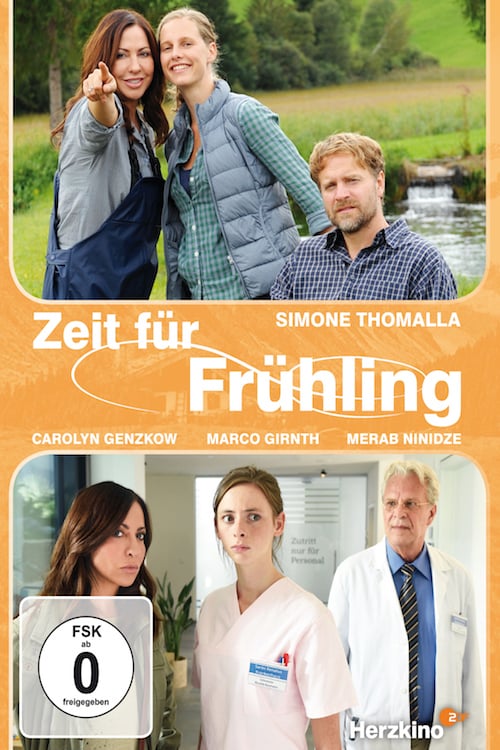 Zeit für
SIMONE THOMALLA
Frühling
CAROLYN GENZKOW MARCO GIRNTH MERAB NINIDZE
Zutritt
nur für
Personal
FSK
ab
0
freigegeben
Herzkino 2